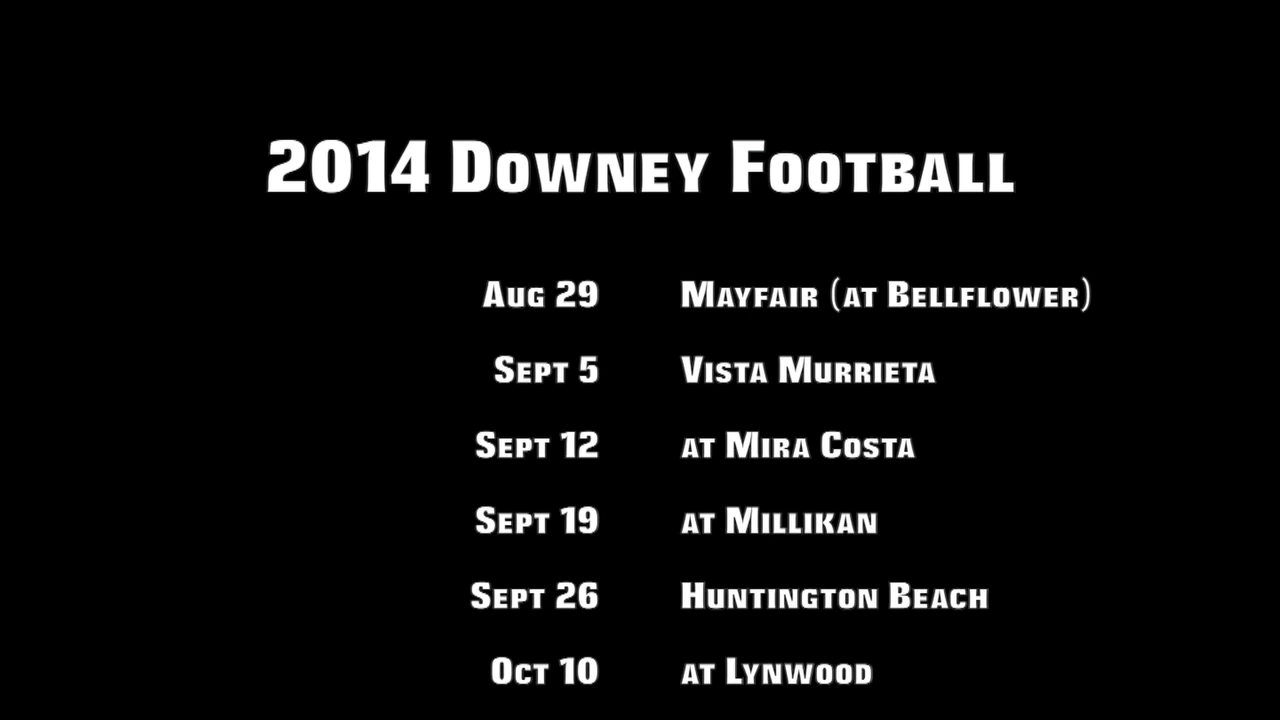 2014 Downey Football
Aug 29 Mayfair (at Bellflower)
Sept 5 Vista Murrieta
Sept 12 at Mira Costa
Sept 19 at Millikan
Sept 26 Huntington Beach
Oct 10 at Lynwood